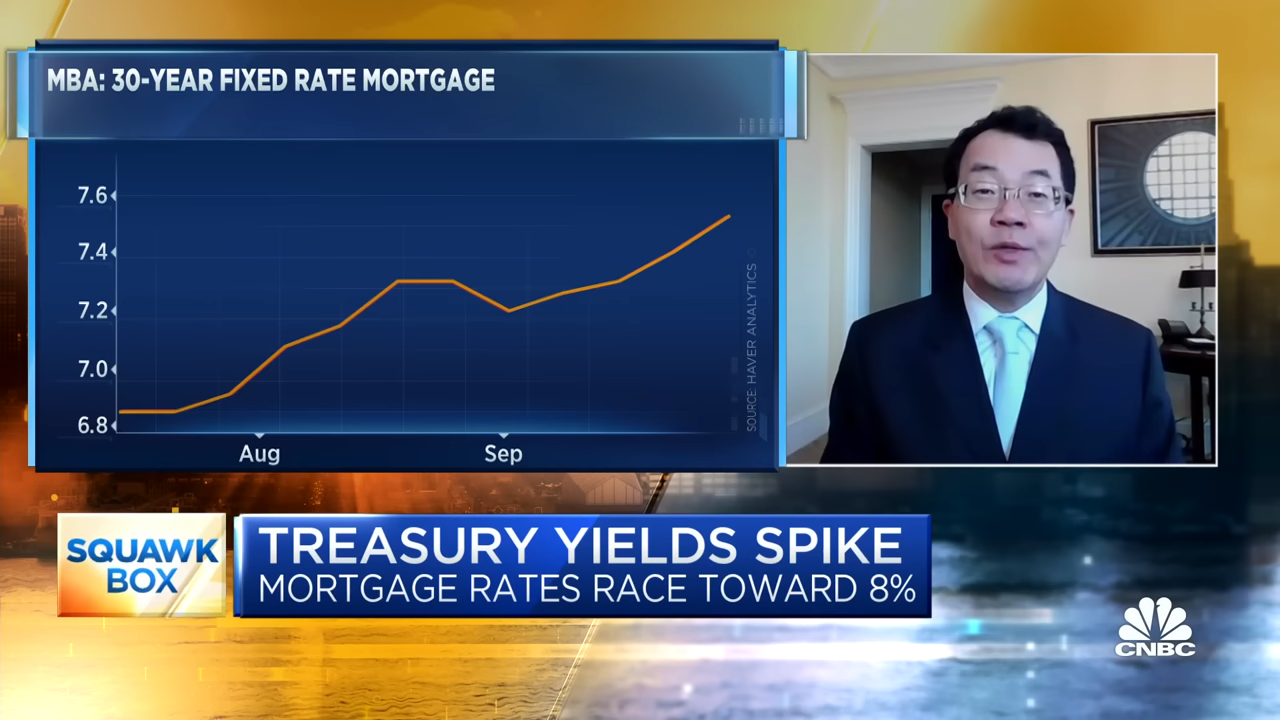 MBA: 30-YEAR FIXED RATE MORTGAGE
7.6
7.4
7.2
7.0
6.8
Aug
Sep
SOURCE: HAVER ANALYTICS
SQUAWK
BOX
TREASURY YIELDS SPIKE
MORTGAGE RATES RACE TOWARD 8%
CNBC